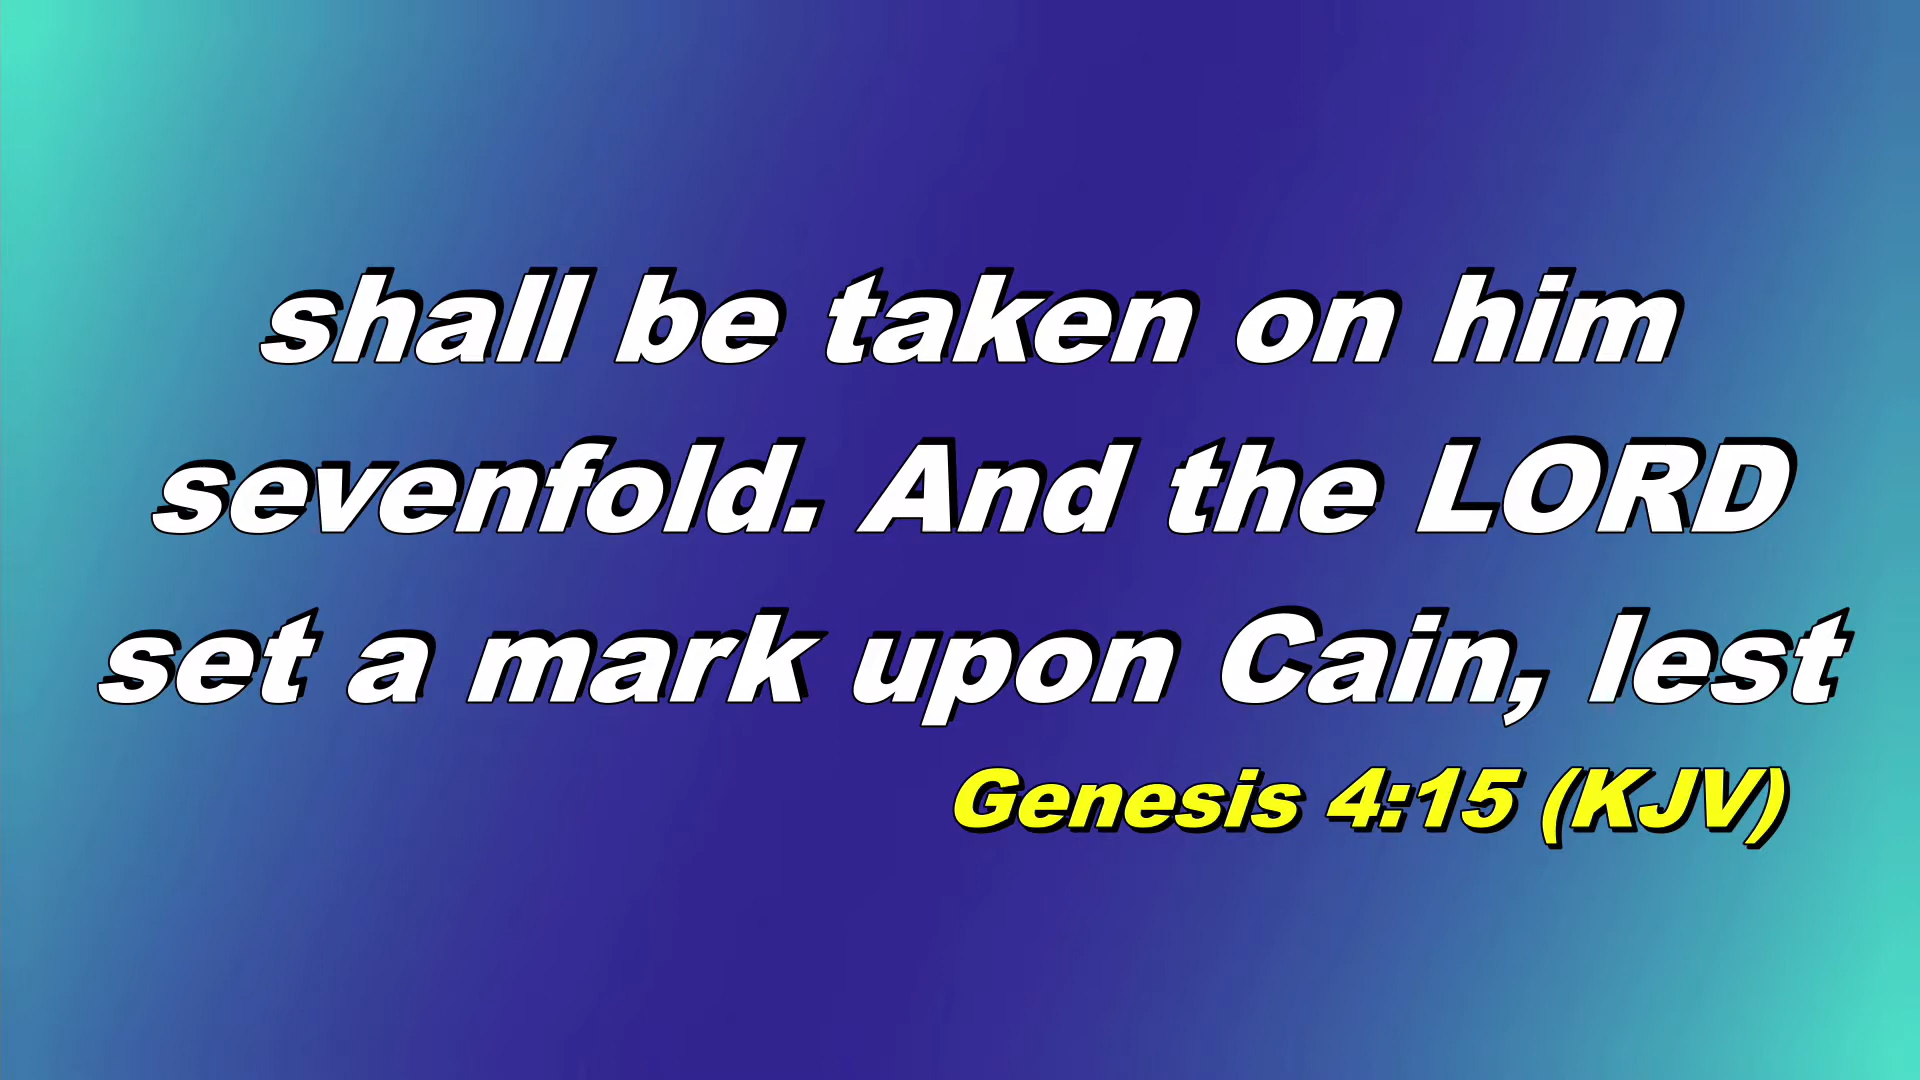 shall be taken on him
sevenfold. And the LORD
set a mark upon Cain, lest
Genesis 4:15 (KJV)